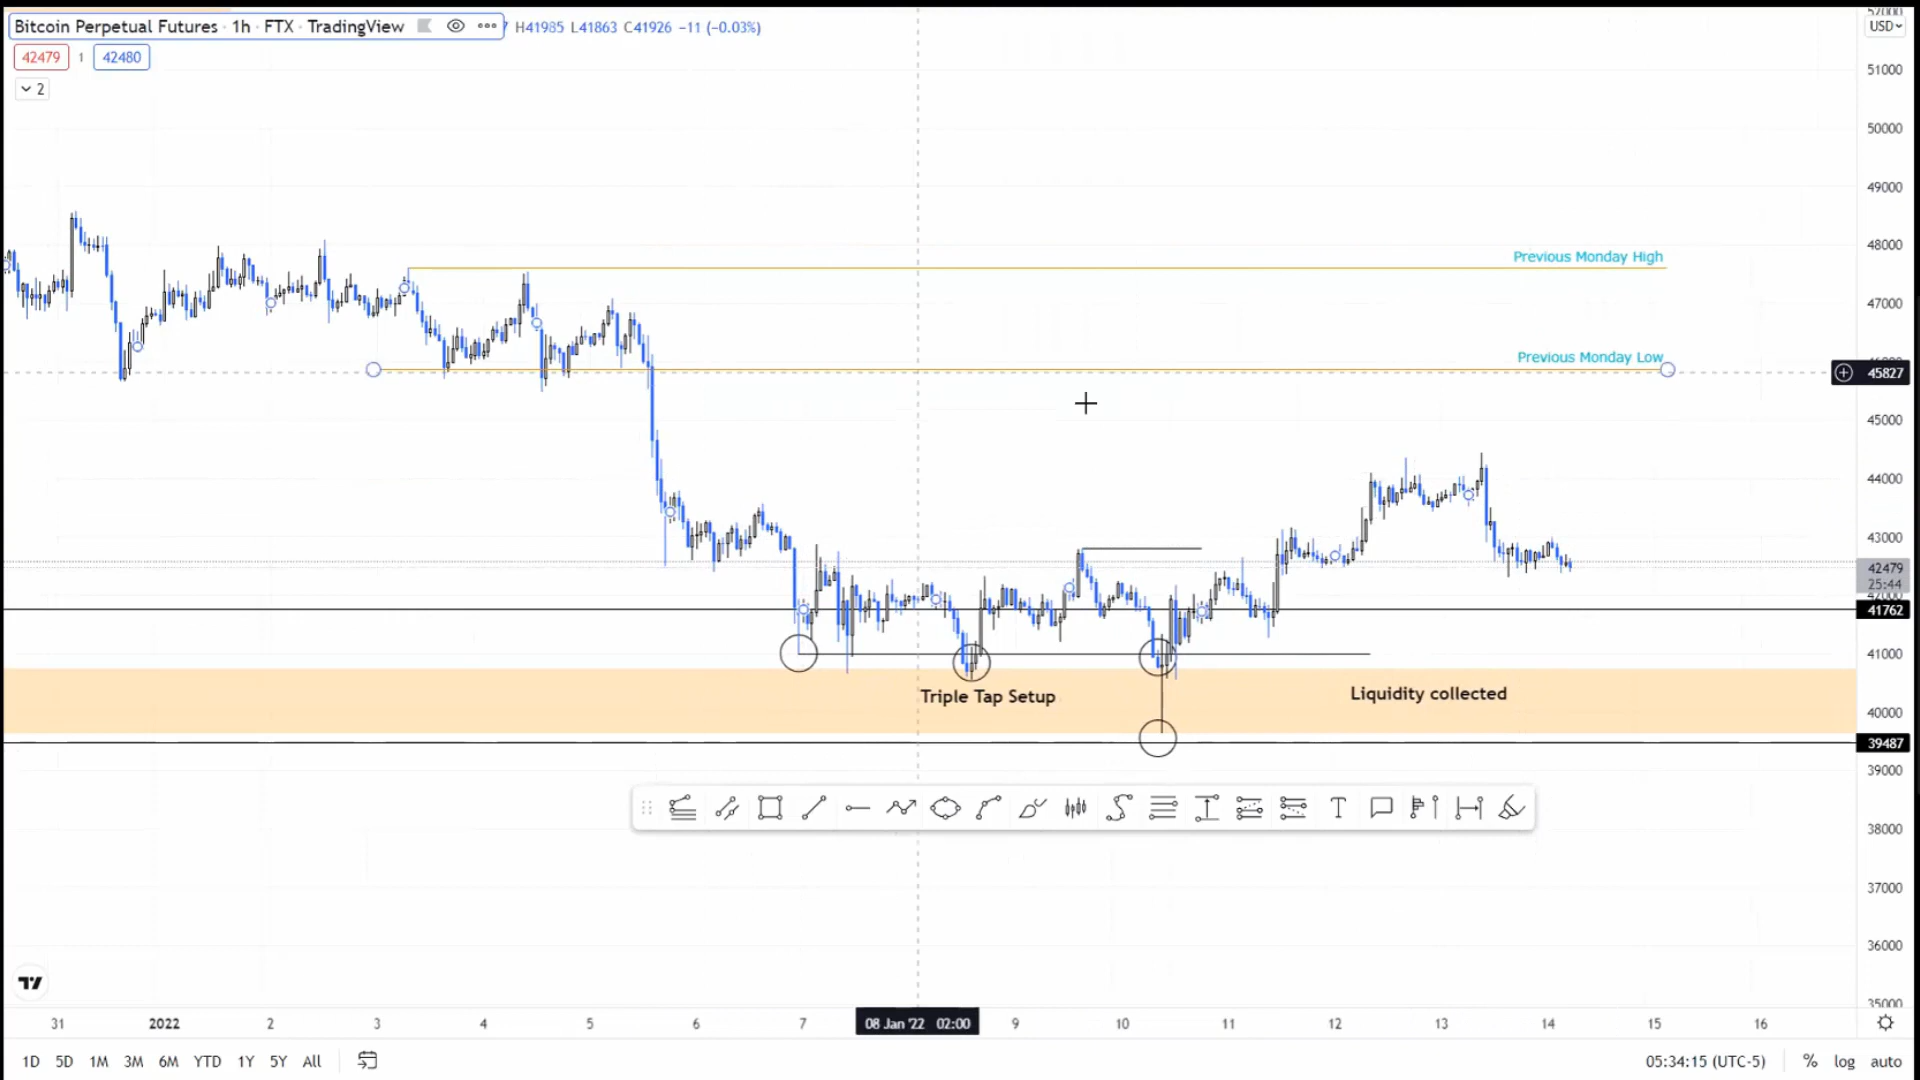 Bitcoin Perpetual Futures · 1h · FTX · TradingView H41985 L41863 C41926 −11 (−0.03%)
42479 1 42480
2
USD
51000
50000
49000
48000
47000
45827
45000
44000
43000
42479
25:44
41762
41000
40000
39487
39000
38000
37000
36000
35000
Previous Monday High
Previous Monday Low
Triple Tap Setup
Liquidity collected
31 2022 2 3 4 5 6 7 08 Jan '22 02:00 9 10 11 12 13 14 15 16
1D 5D 1M 3M 6M YTD 1Y 5Y All
05:34:15 (UTC-5) % log auto